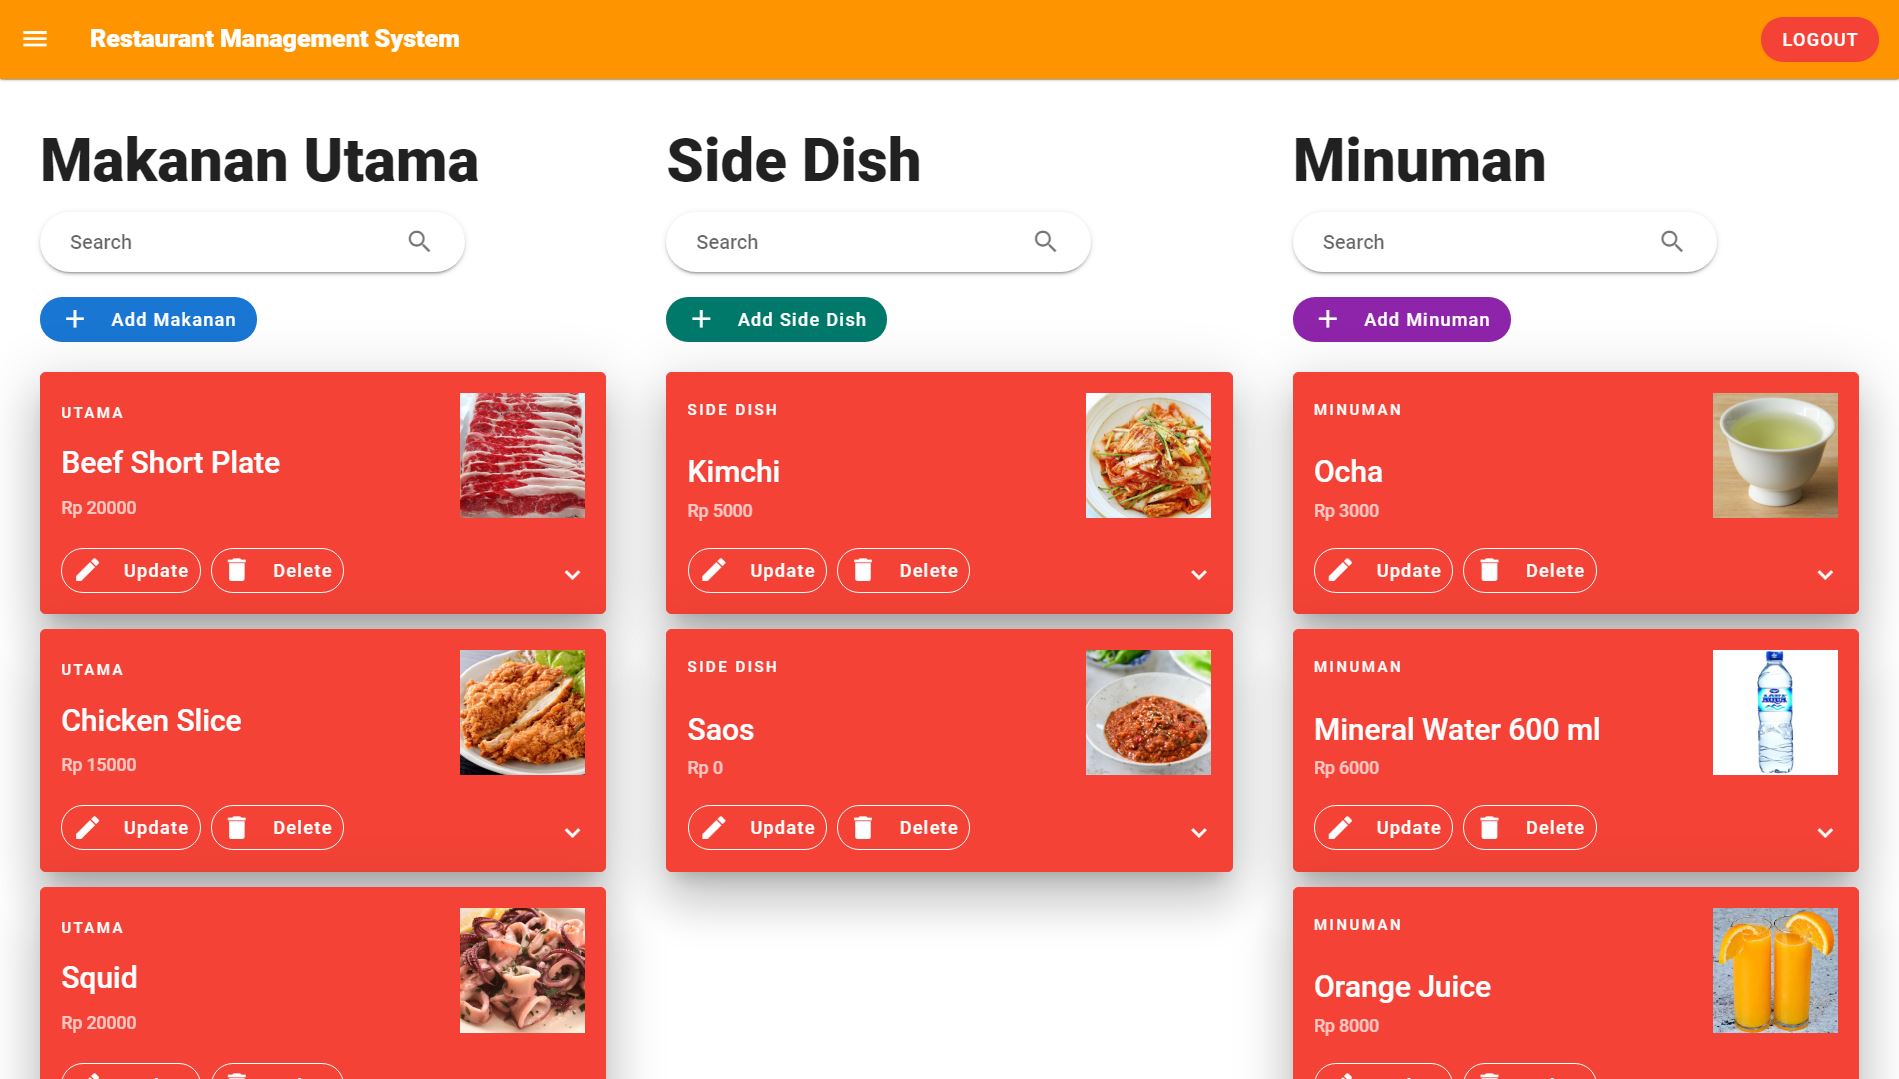 Restaurant Management System
LOGOUT
Makanan Utama
Search
Add Makanan
UTAMA
Beef Short Plate
Rp 20000
Update
Delete
UTAMA
Chicken Slice
Rp 15000
Update
Delete
UTAMA
Squid
Rp 20000
Side Dish
Search
Add Side Dish
SIDE DISH
Kimchi
Rp 5000
Update
Delete
SIDE DISH
Saos
Rp 0
Update
Delete
Minuman
Search
Add Minuman
MINUMAN
Ocha
Rp 3000
Update
Delete
MINUMAN
Mineral Water 600 ml
Rp 6000
AQUA
Update
Delete
MINUMAN
Orange Juice
Rp 8000